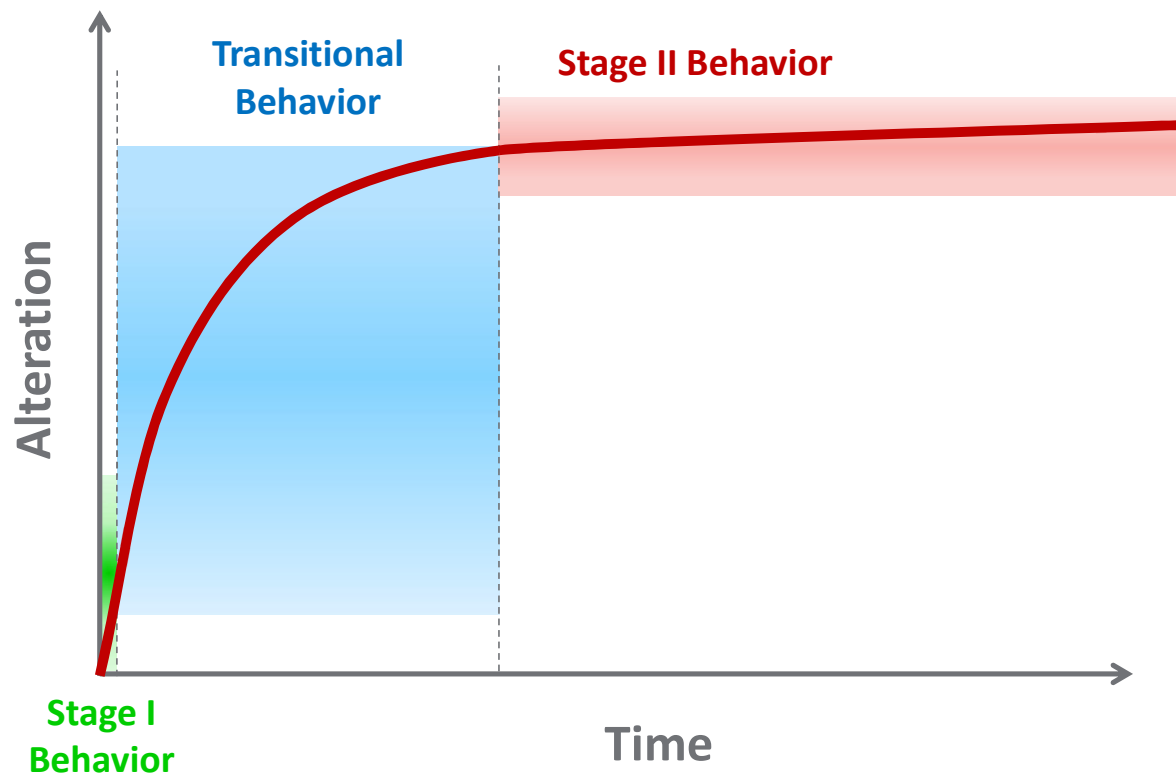 Transitional
Behavior
Stage II Behavior
Alteration
Stage I
Behavior
Time